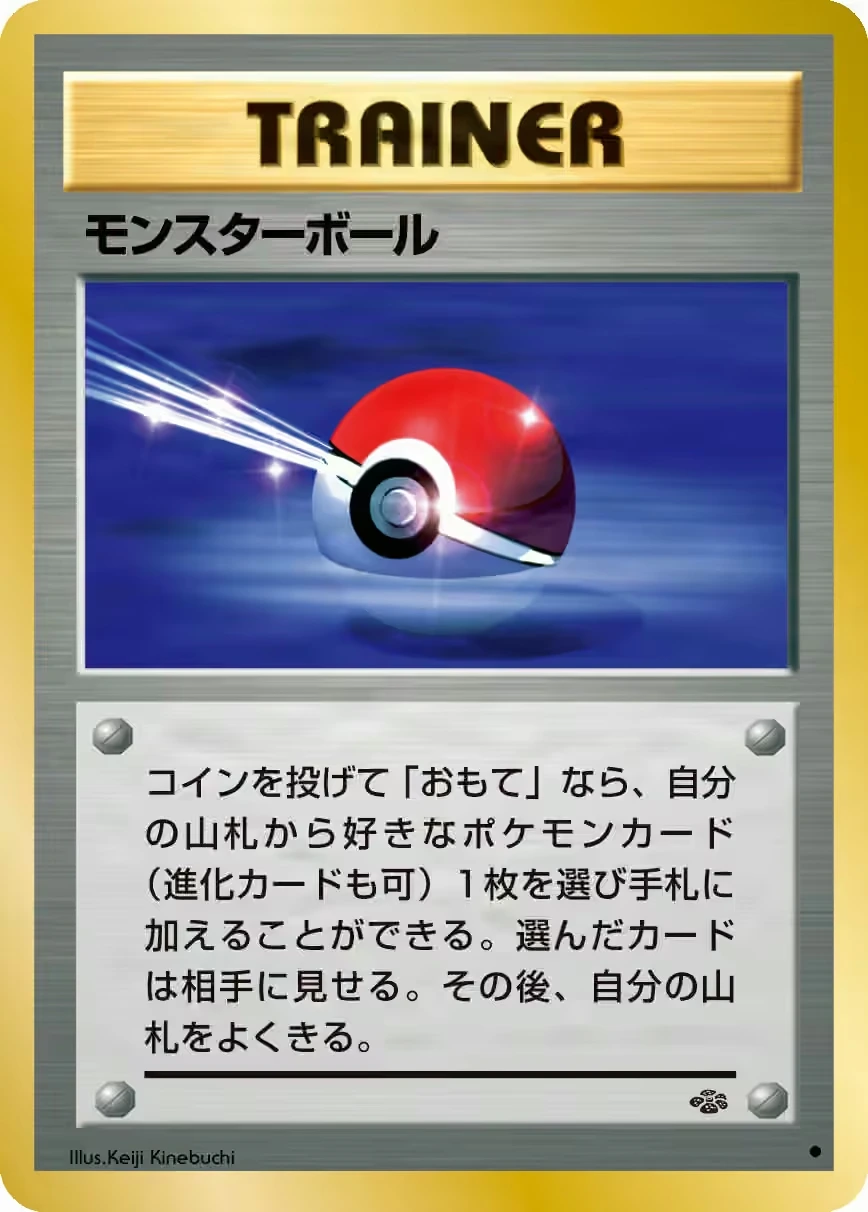 TRAINER
モンスターボール
コインを投げて「おもて」なら、自分
の山札から好きなポケモンカード
（進化カードも可）1枚を選び手札に
加えることができる。選んだカード
は相手に見せる。その後、自分の山
札をよくきる。
Illus.Keiji Kinebuchi